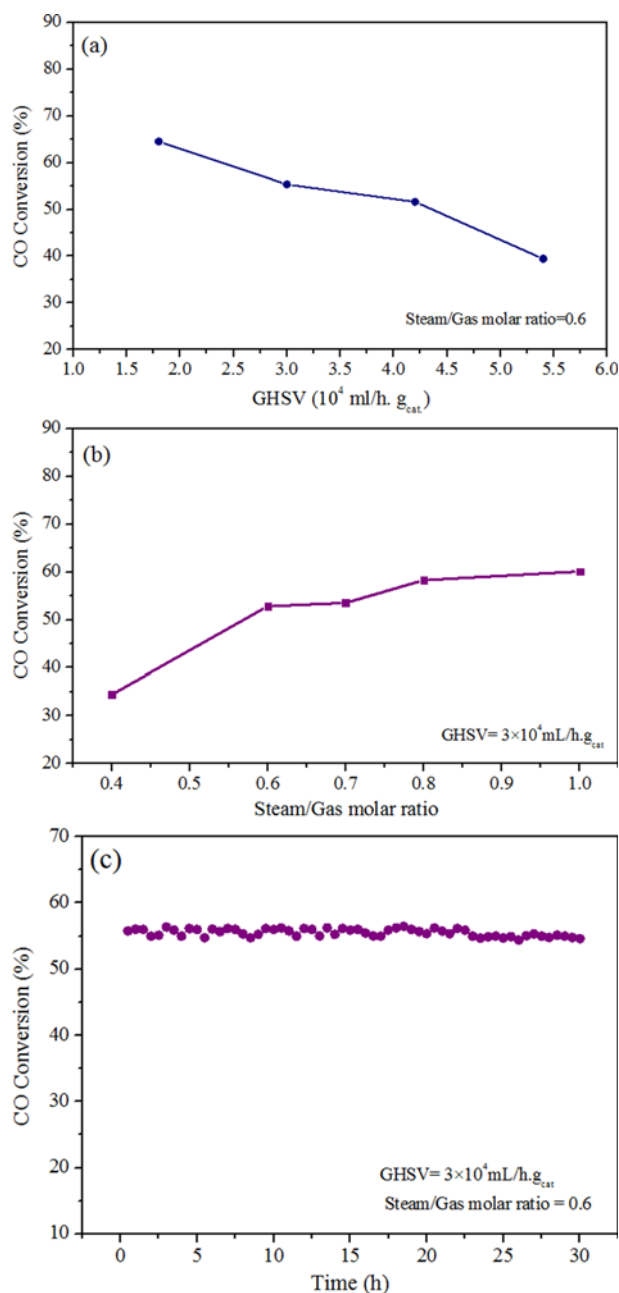 (a)
90
80
70
60
50
40
30
20
CO Conversion (%)
Steam/Gas molar ratio=0.6
1.0 1.5 2.0 2.5 3.0 3.5 4.0 4.5 5.0 5.5 6.0
GHSV (10⁴ ml/h. g_cat)
(b)
90
80
70
60
50
40
30
20
CO Conversion (%)
GHSV= 3×10⁴mL/h.g_cat
0.4 0.5 0.6 0.7 0.8 0.9 1.0
Steam/Gas molar ratio
(c)
70
60
50
40
30
20
10
CO Conversion (%)
GHSV= 3×10⁴mL/h.g_cat
Steam/Gas molar ratio = 0.6
0 5 10 15 20 25 30
Time (h)